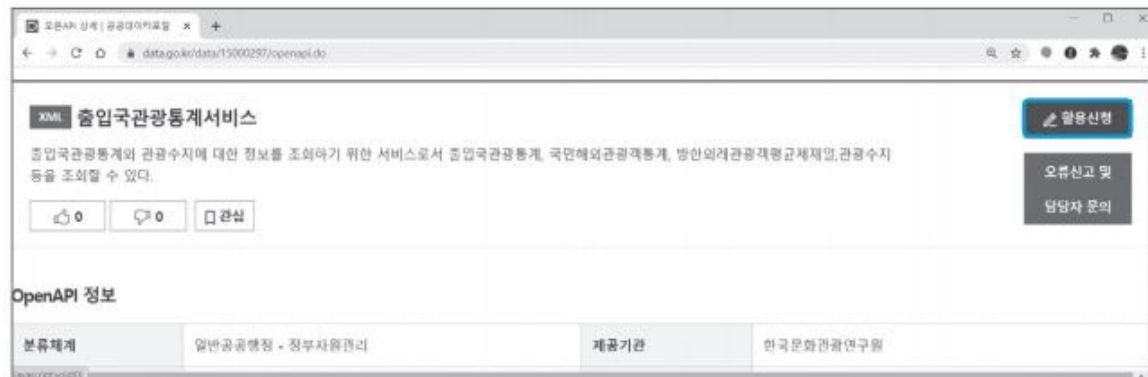 오픈API 상세 | 공공데이터포털
data.go.kr/data/15000297/openapi.do
XML 출입국관광통계서비스
활용신청
출입국관광통계와 관광수지에 대한 정보를 조회하기 위한 서비스로서 출입국관광통계, 국민해외관광객통계, 방한외래관광객평균체재일,관광수지
등을 조회할 수 있다.
오류신고 및
담당자 문의
0 0 관심
OpenAPI 정보
분류체계 일반공공행정 - 정부자원관리 제공기관 한국문화관광연구원